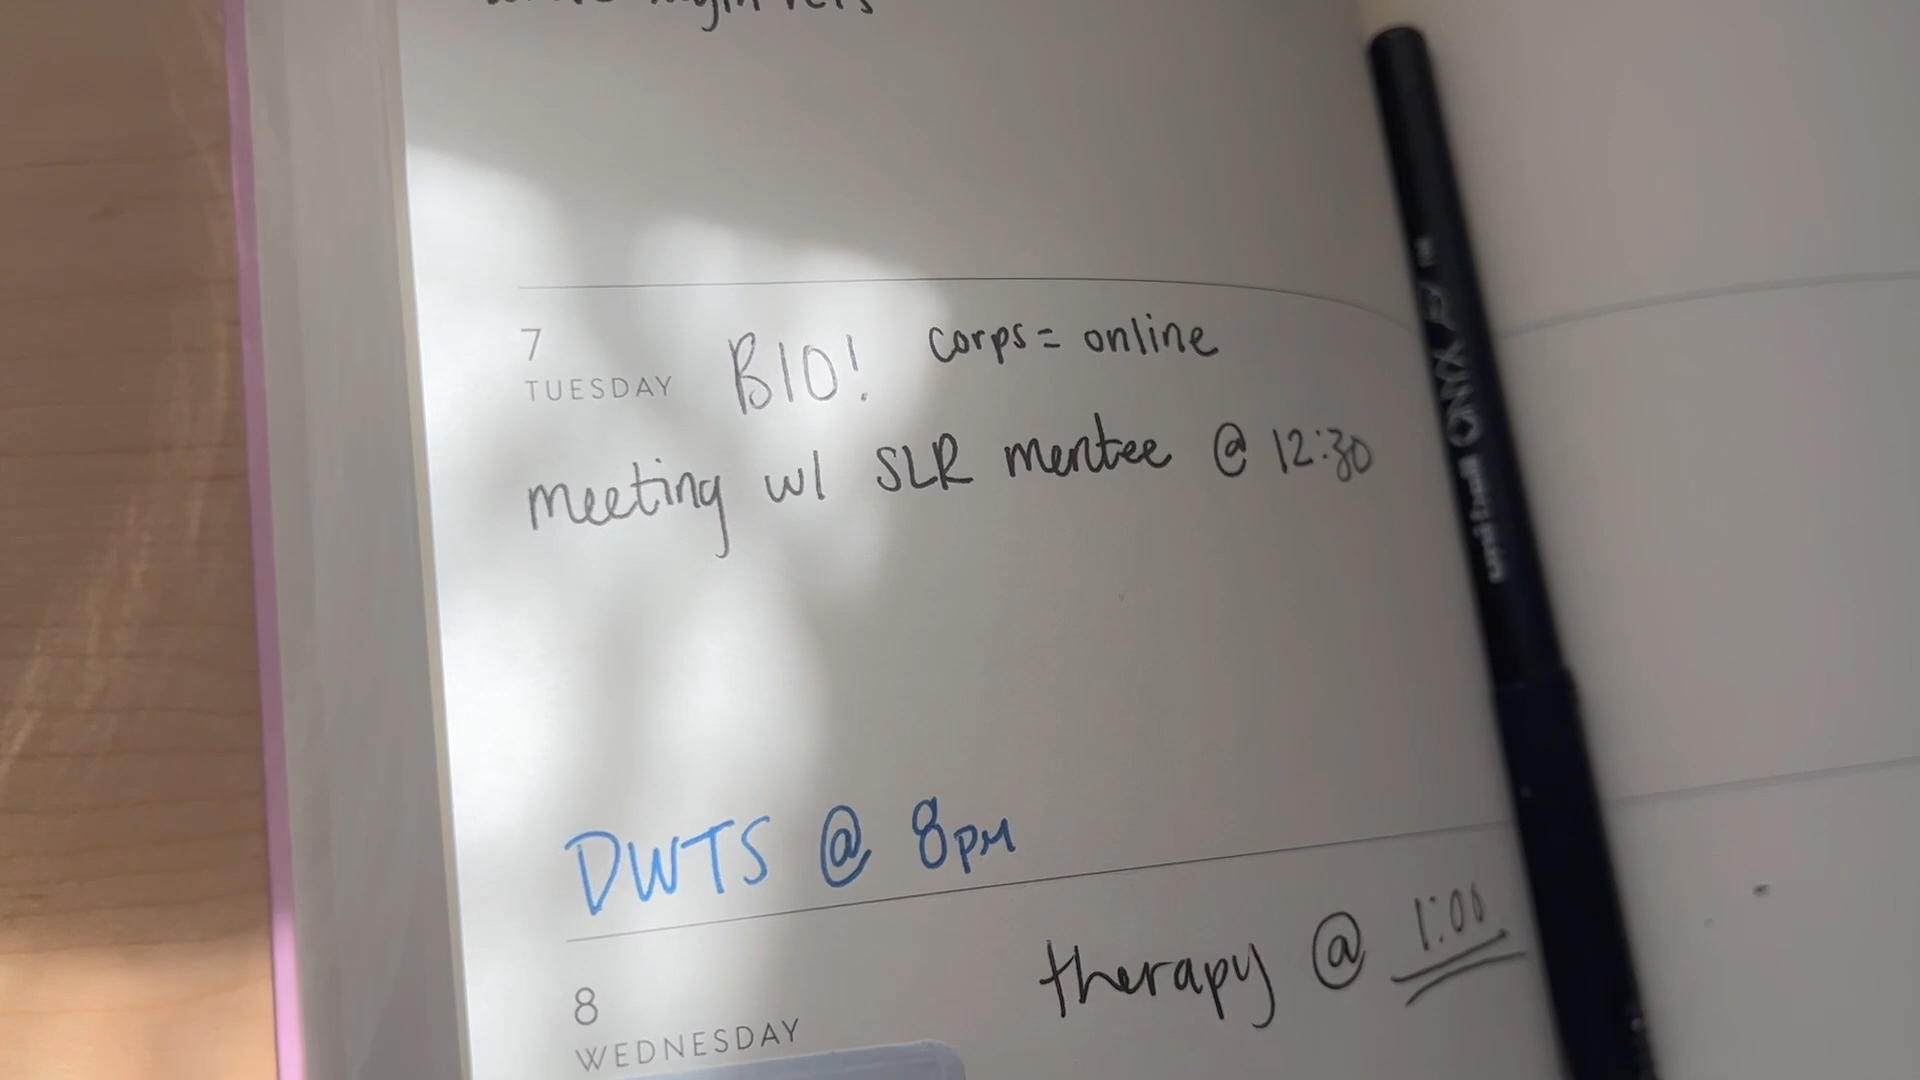 7 TUESDAY BIO! corps = online
meeting w/ SLR mentee @ 12:30
DWTS @ 8PM
8 WEDNESDAY therapy @ 1:00